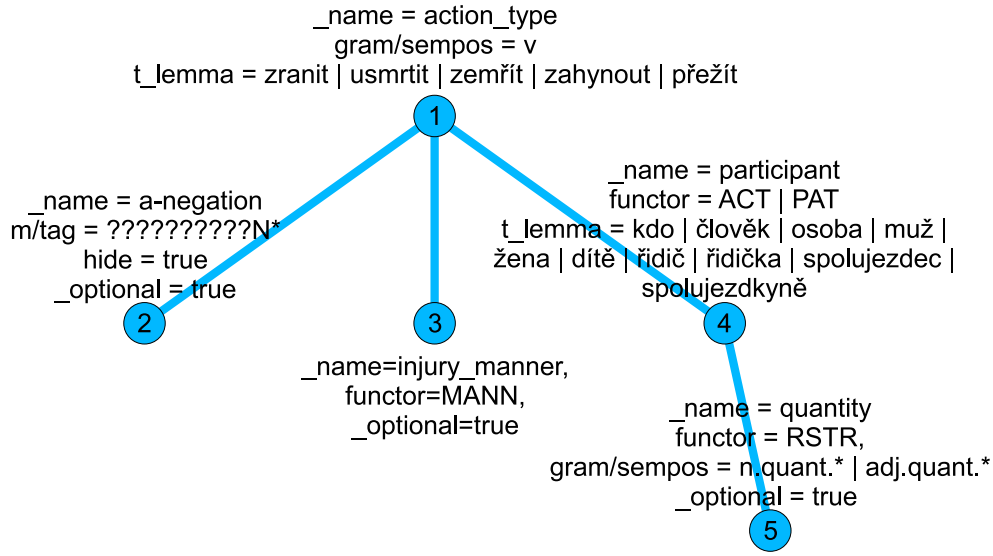 _name = action_type
gram/sempos = v
t_lemma = zranit | usmrtit | zemřít | zahynout | přežít
1
_name = a-negation
m/tag = ??????????N*
hide = true
_optional = true
2
3
_name=injury_manner,
functor=MANN,
_optional=true
_name = participant
functor = ACT | PAT
t_lemma = kdo | člověk | osoba | muž |
žena | dítě | řidič | řidička | spolujezdec |
spolujezdkyně
4
_name = quantity
functor = RSTR,
gram/sempos = n.quant.* | adj.quant.*
_optional = true
5